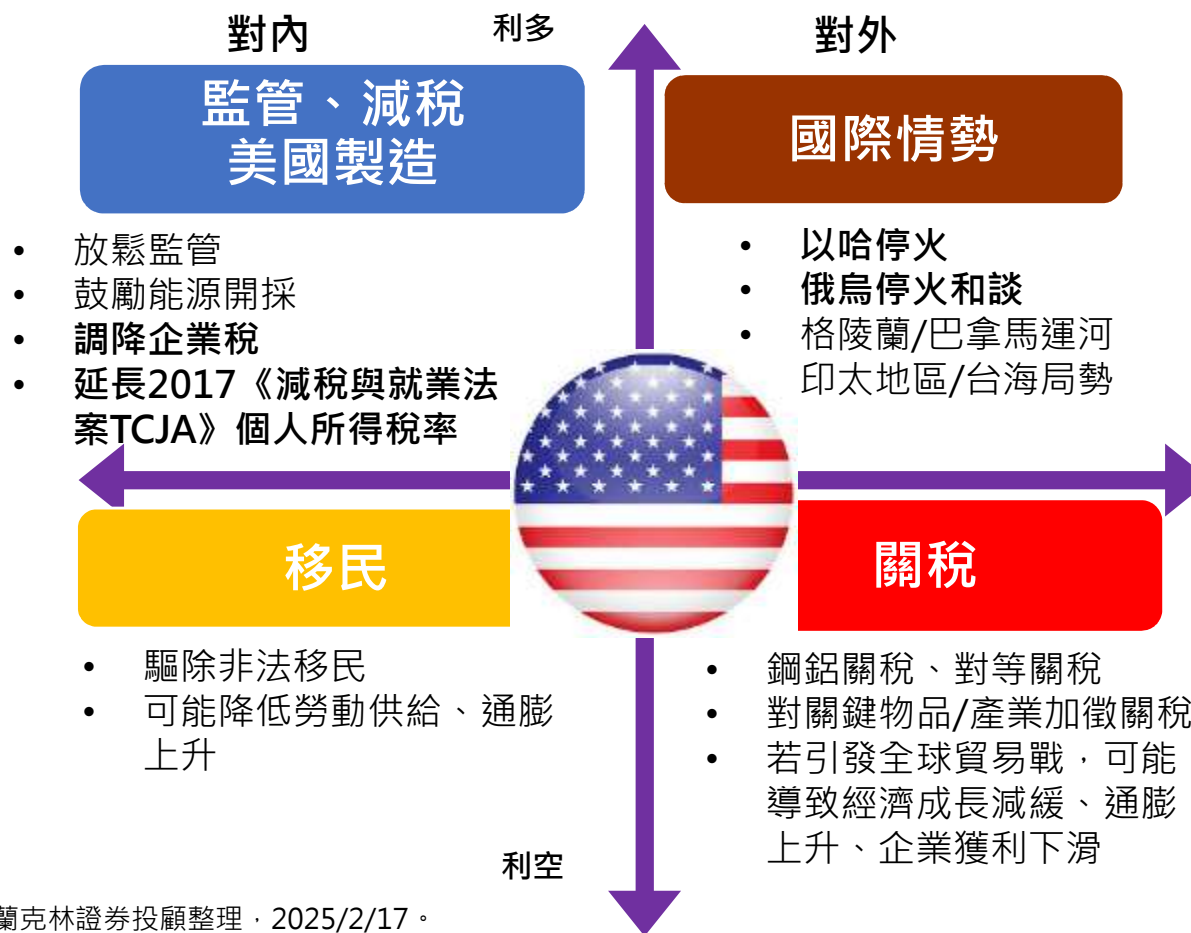 對內
利多
對外
監管、減稅
美國製造
國際情勢
• 放鬆監管
• 鼓勵能源開採
• 調降企業稅
• 延長2017《減稅與就業法
案TCJA》個人所得稅率
• 以哈停火
• 俄烏停火和談
• 格陵蘭/巴拿馬運河
印太地區/台海局勢
移民
關稅
• 驅除非法移民
• 可能降低勞動供給、通膨
上升
• 鋼鋁關稅、對等關稅
• 對關鍵物品/產業加徵關稅
• 若引發全球貿易戰，可能
導致經濟成長減緩、通膨
上升、企業獲利下滑
利空
蘭克林證券投顧整理，2025/2/17。